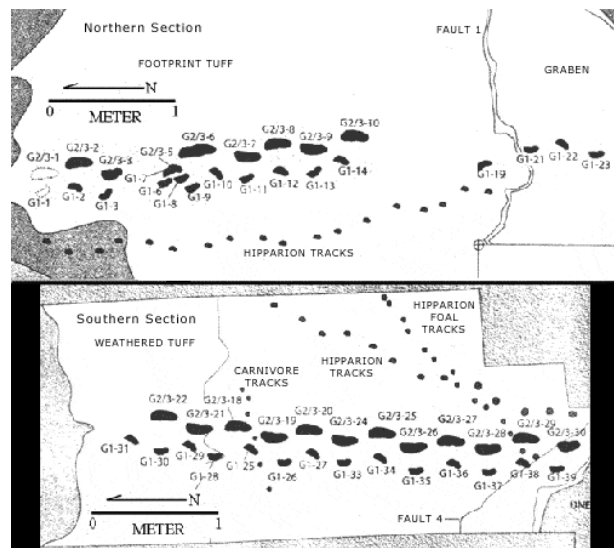 Northern Section
FAULT 1
FOOTPRINT TUFF
GRABEN
N
0 1
METER
G2/3-10
G2/3-8
G2/3-6
G2/3-9
G2/3-2
G2/3-5
G2/3-7
G2/3-1
G2/3-3
G1-14
G1-21
G1-22
G1-23
G1-19
G1-7
G1-10
G1-12
G1-13
G1-11
G1-6
G1-8
G1-9
G1-1
G1-2
G1-3
HIPPARION TRACKS
Southern Section
HIPPARION
FOAL
TRACKS
WEATHERED TUFF
HIPPARION
TRACKS
CARNIVORE
TRACKS
G2/3-22
G2/3-18
G2/3-21
G2/3-19
G2/3-20
G2/3-24
G2/3-25
G2/3-26
G2/3-27
G2/3-28
G2/3-29
G2/3-30
G1-31
G1-30
G1-29
G1-28
G1-25
G1-26
G1-27
G1-33
G1-34
G1-35
G1-36
G1-37
G1-38
G1-39
N
0 1
METER
FAULT 4